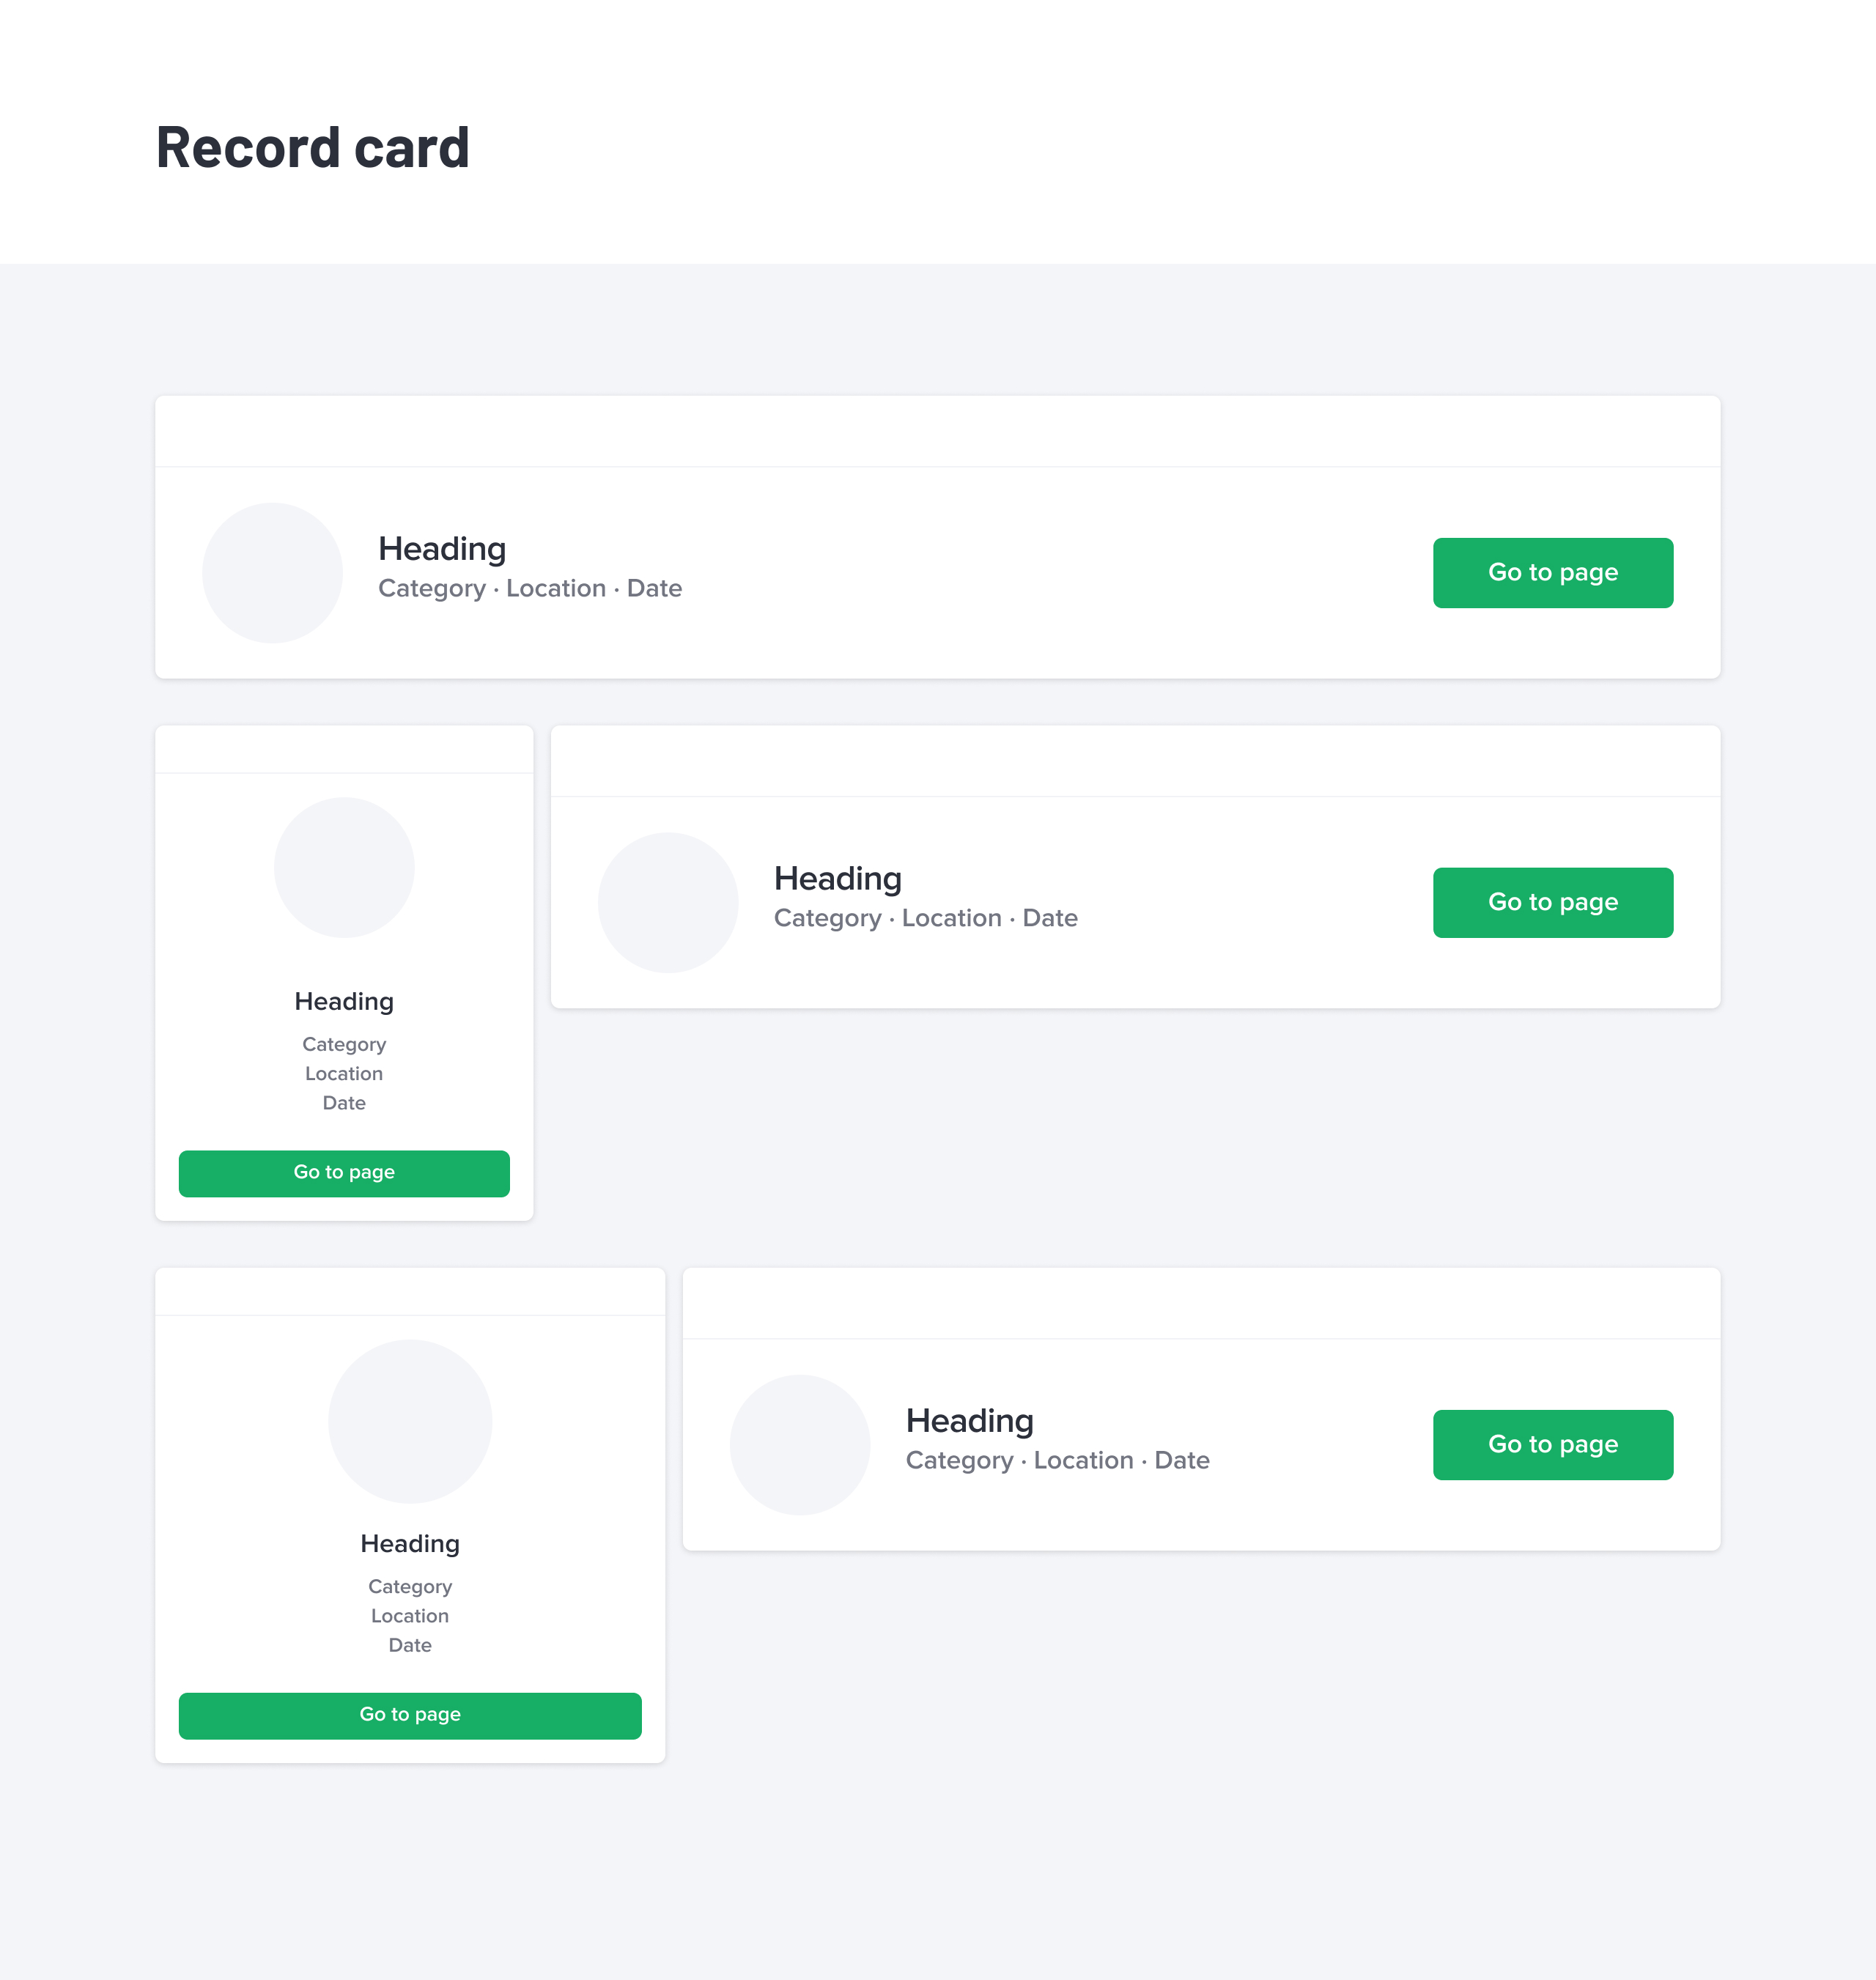 Record card
Heading
Category · Location · Date
Go to page
Heading
Category
Location
Date
Go to page
Heading
Category · Location · Date
Go to page
Heading
Category
Location
Date
Go to page
Heading
Category · Location · Date
Go to page